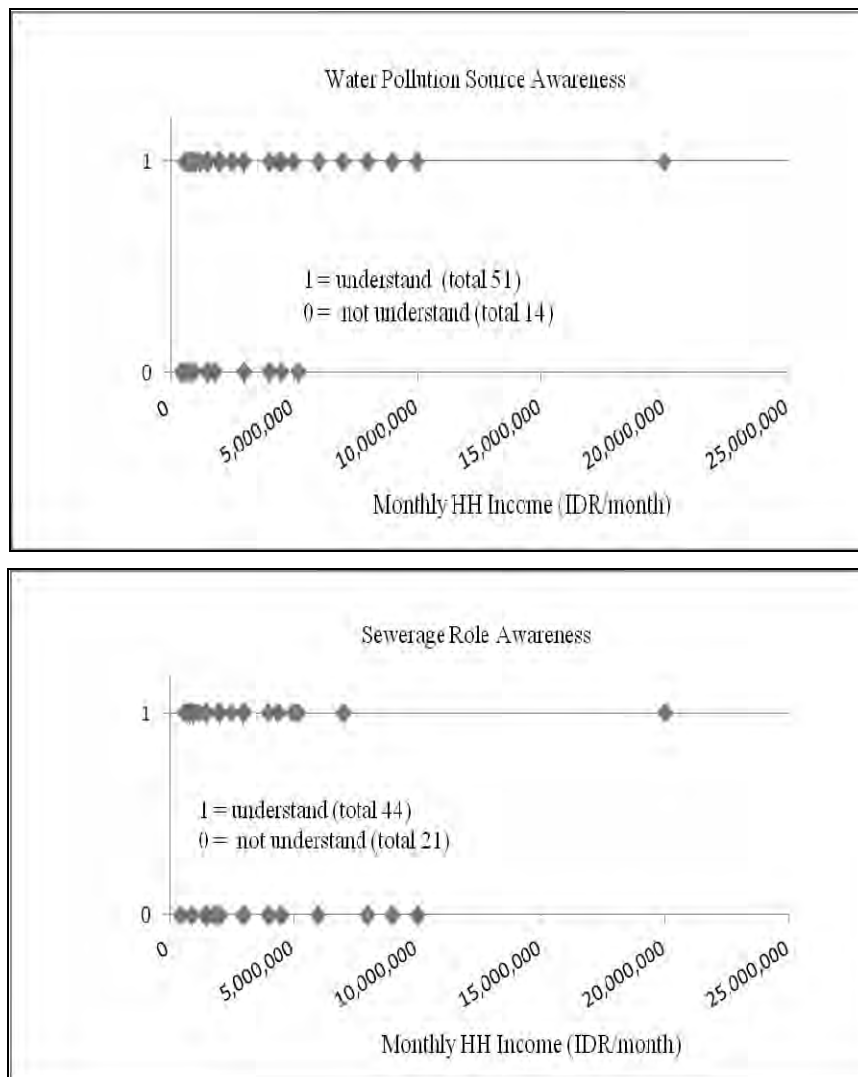 Water Pollution Source Awareness
1
1 = understand (total 51)
0 = not understand (total 14)
0
0
5,000,000
10,000,000
15,000,000
20,000,000
25,000,000
Monthly HH Income (IDR/month)
Sewerage Role Awareness
1
1 = understand (total 44)
0 = not understand (total 21)
0
0
5,000,000
10,000,000
15,000,000
20,000,000
25,000,000
Monthly HH Income (IDR/month)